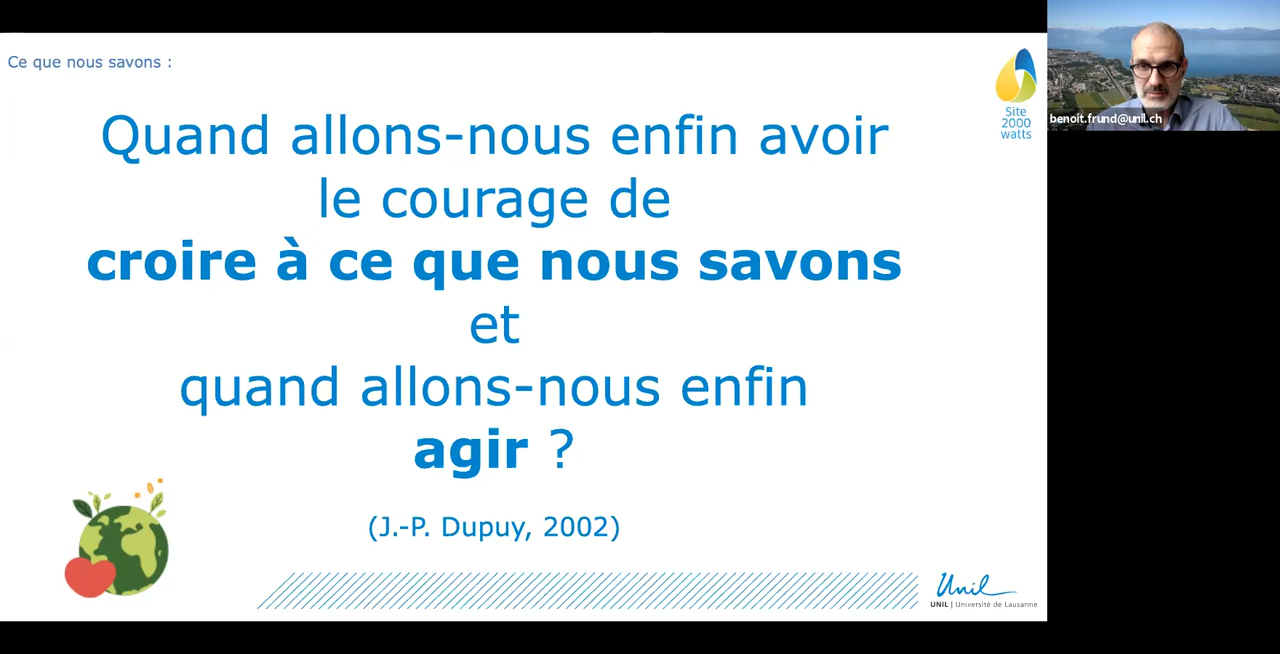 Ce que nous savons :
Site
2000
watts
benoit.frund@unil.ch
Quand allons-nous enfin avoir
le courage de
croire à ce que nous savons
et
quand allons-nous enfin
agir ?
(J.-P. Dupuy, 2002)
Unil
UNIL | Université de Lausanne